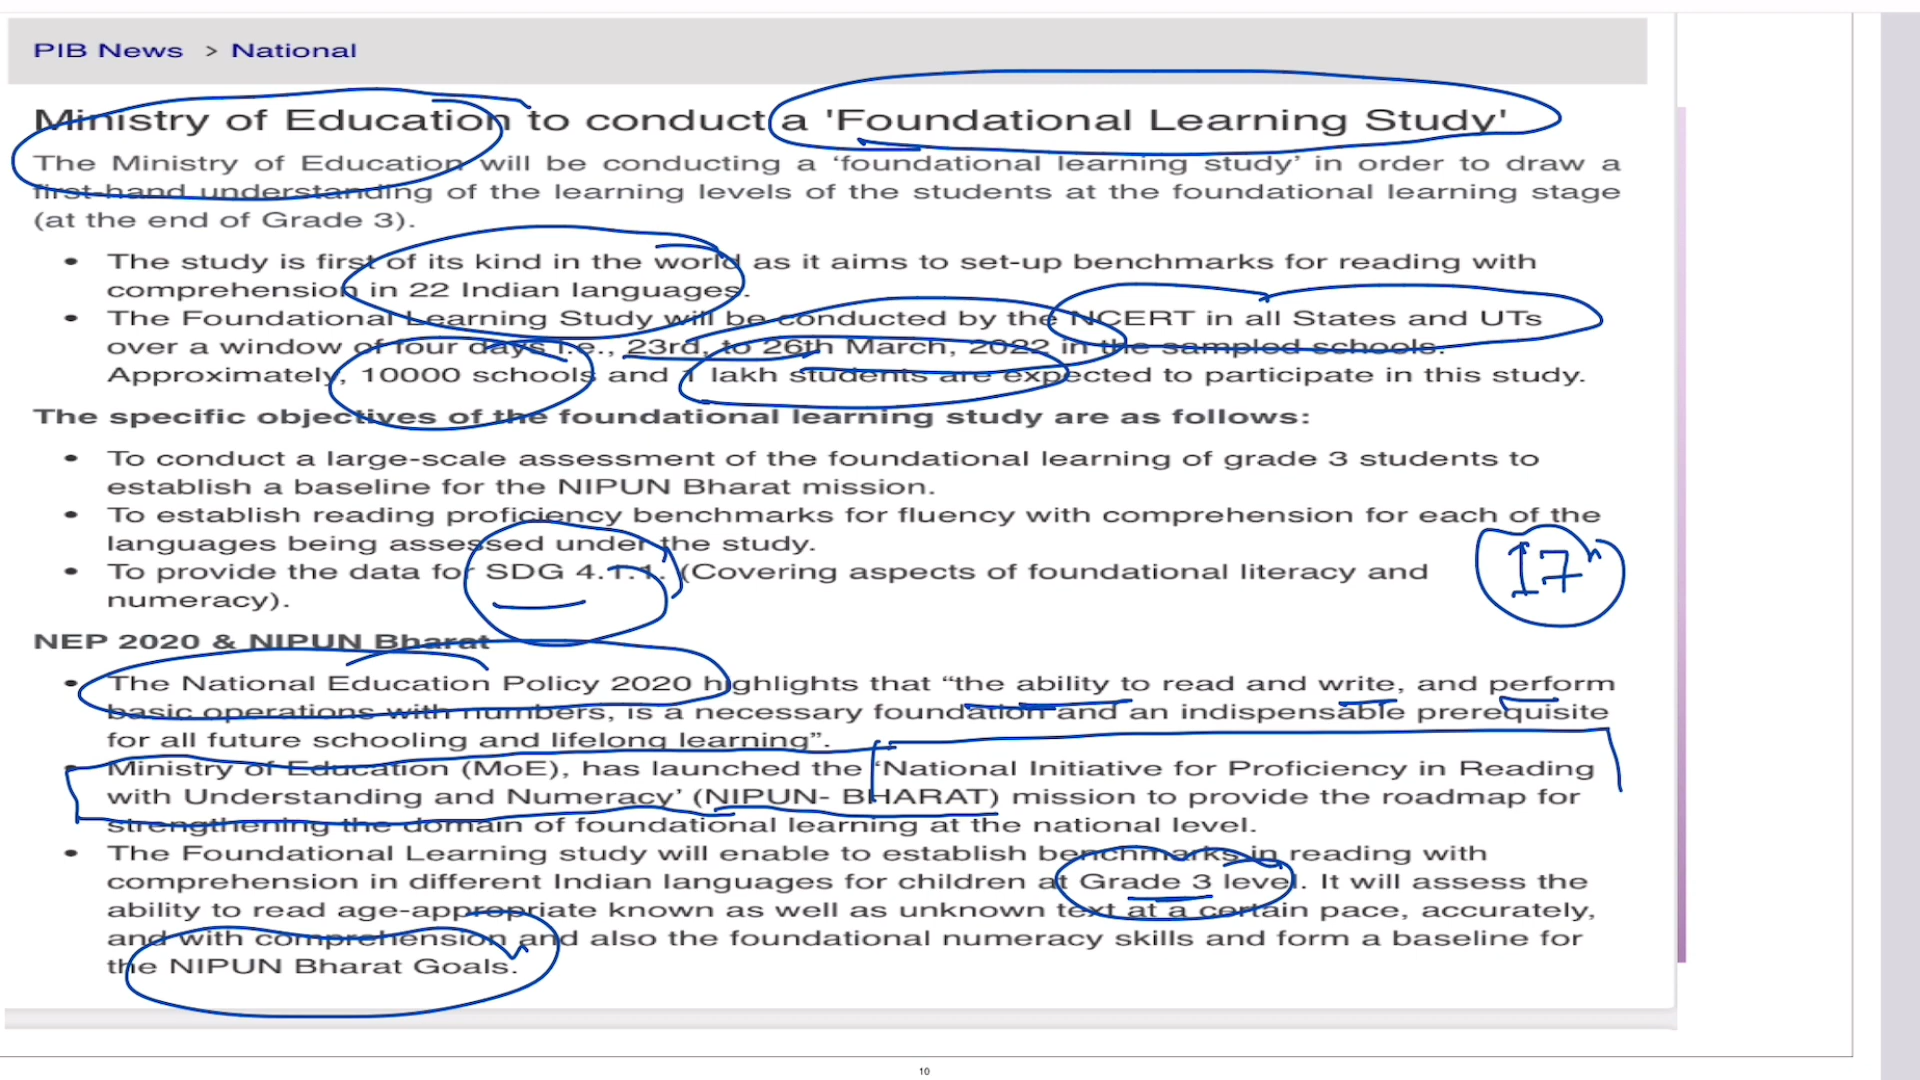 PIB News > National
Ministry of Education to conduct a 'Foundational Learning Study'
The Ministry of Education will be conducting a ‘foundational learning study’ in order to draw a
first-hand understanding of the learning levels of the students at the foundational learning stage
(at the end of Grade 3).
• The study is first of its kind in the world as it aims to set-up benchmarks for reading with
comprehension in 22 Indian languages.
• The Foundational Learning Study will be conducted by the NCERT in all States and UTs
over a window of four days i.e., 23rd, to 26th March, 2022 in the sampled schools.
Approximately, 10000 schools and 1 lakh students are expected to participate in this study.
The specific objectives of the foundational learning study are as follows:
• To conduct a large-scale assessment of the foundational learning of grade 3 students to
establish a baseline for the NIPUN Bharat mission.
• To establish reading proficiency benchmarks for fluency with comprehension for each of the
languages being assessed under the study.
• To provide the data for SDG 4.1.1. (Covering aspects of foundational literacy and
numeracy).
17
NEP 2020 & NIPUN Bharat
• The National Education Policy 2020 highlights that “the ability to read and write, and perform
basic operations with numbers, is a necessary foundation and an indispensable prerequisite
for all future schooling and lifelong learning”.
• Ministry of Education (MoE), has launched the ‘National Initiative for Proficiency in Reading
with Understanding and Numeracy’ (NIPUN- BHARAT) mission to provide the roadmap for
strengthening the domain of foundational learning at the national level.
• The Foundational Learning study will enable to establish benchmarks in reading with
comprehension in different Indian languages for children at Grade 3 level. It will assess the
ability to read age-appropriate known as well as unknown text at a certain pace, accurately,
and with comprehension and also the foundational numeracy skills and form a baseline for
the NIPUN Bharat Goals.
10